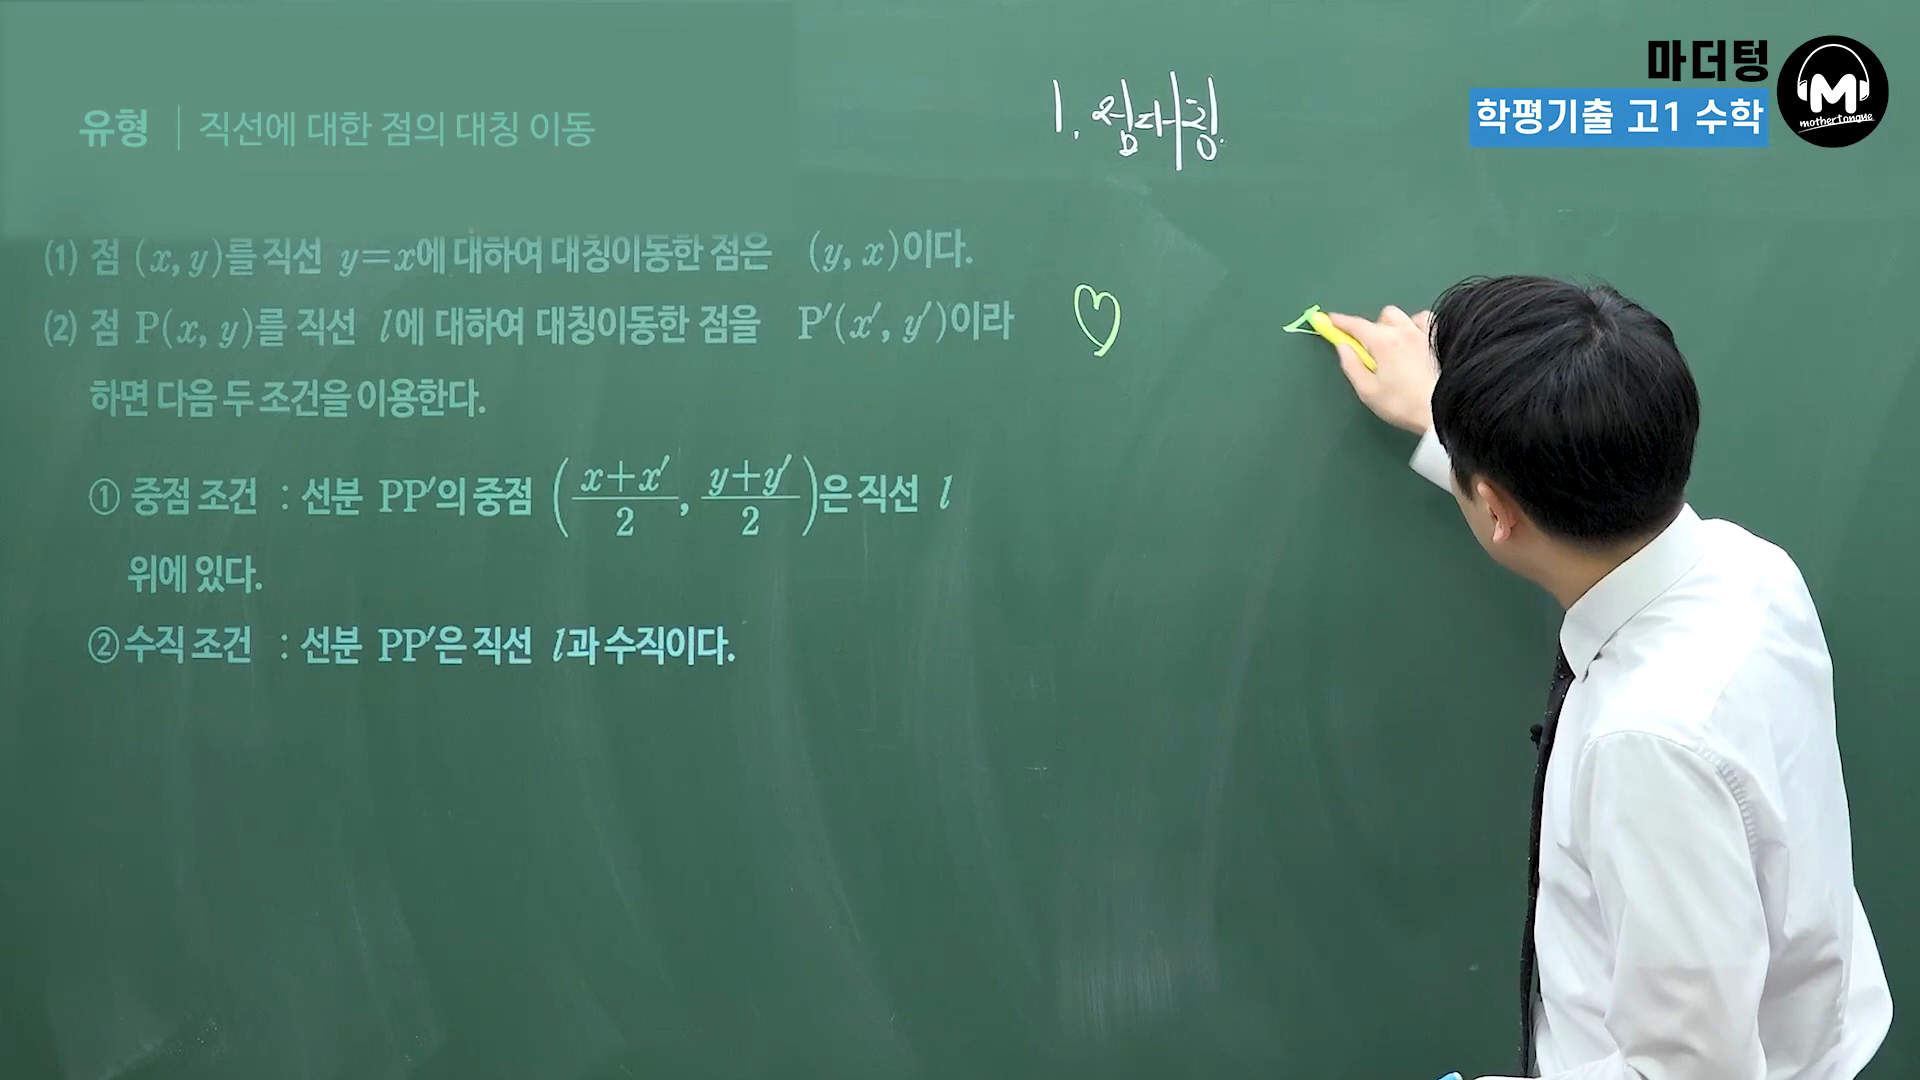 유형 | 직선에 대한 점의 대칭 이동
(1) 점 (x, y)를 직선 y=x에 대하여 대칭이동한 점은 (y, x)이다.
(2) 점 P(x, y)를 직선 l에 대하여 대칭이동한 점을 P′(x′, y′)이라
하면 다음 두 조건을 이용한다.
① 중점 조건 : 선분 PP′의 중점 ((x+x′)/2, (y+y′)/2)은 직선 l
위에 있다.
② 수직 조건 : 선분 PP′은 직선 l과 수직이다.
1. 점대칭
마더텅
학평기출 고1 수학
M
mothertongue